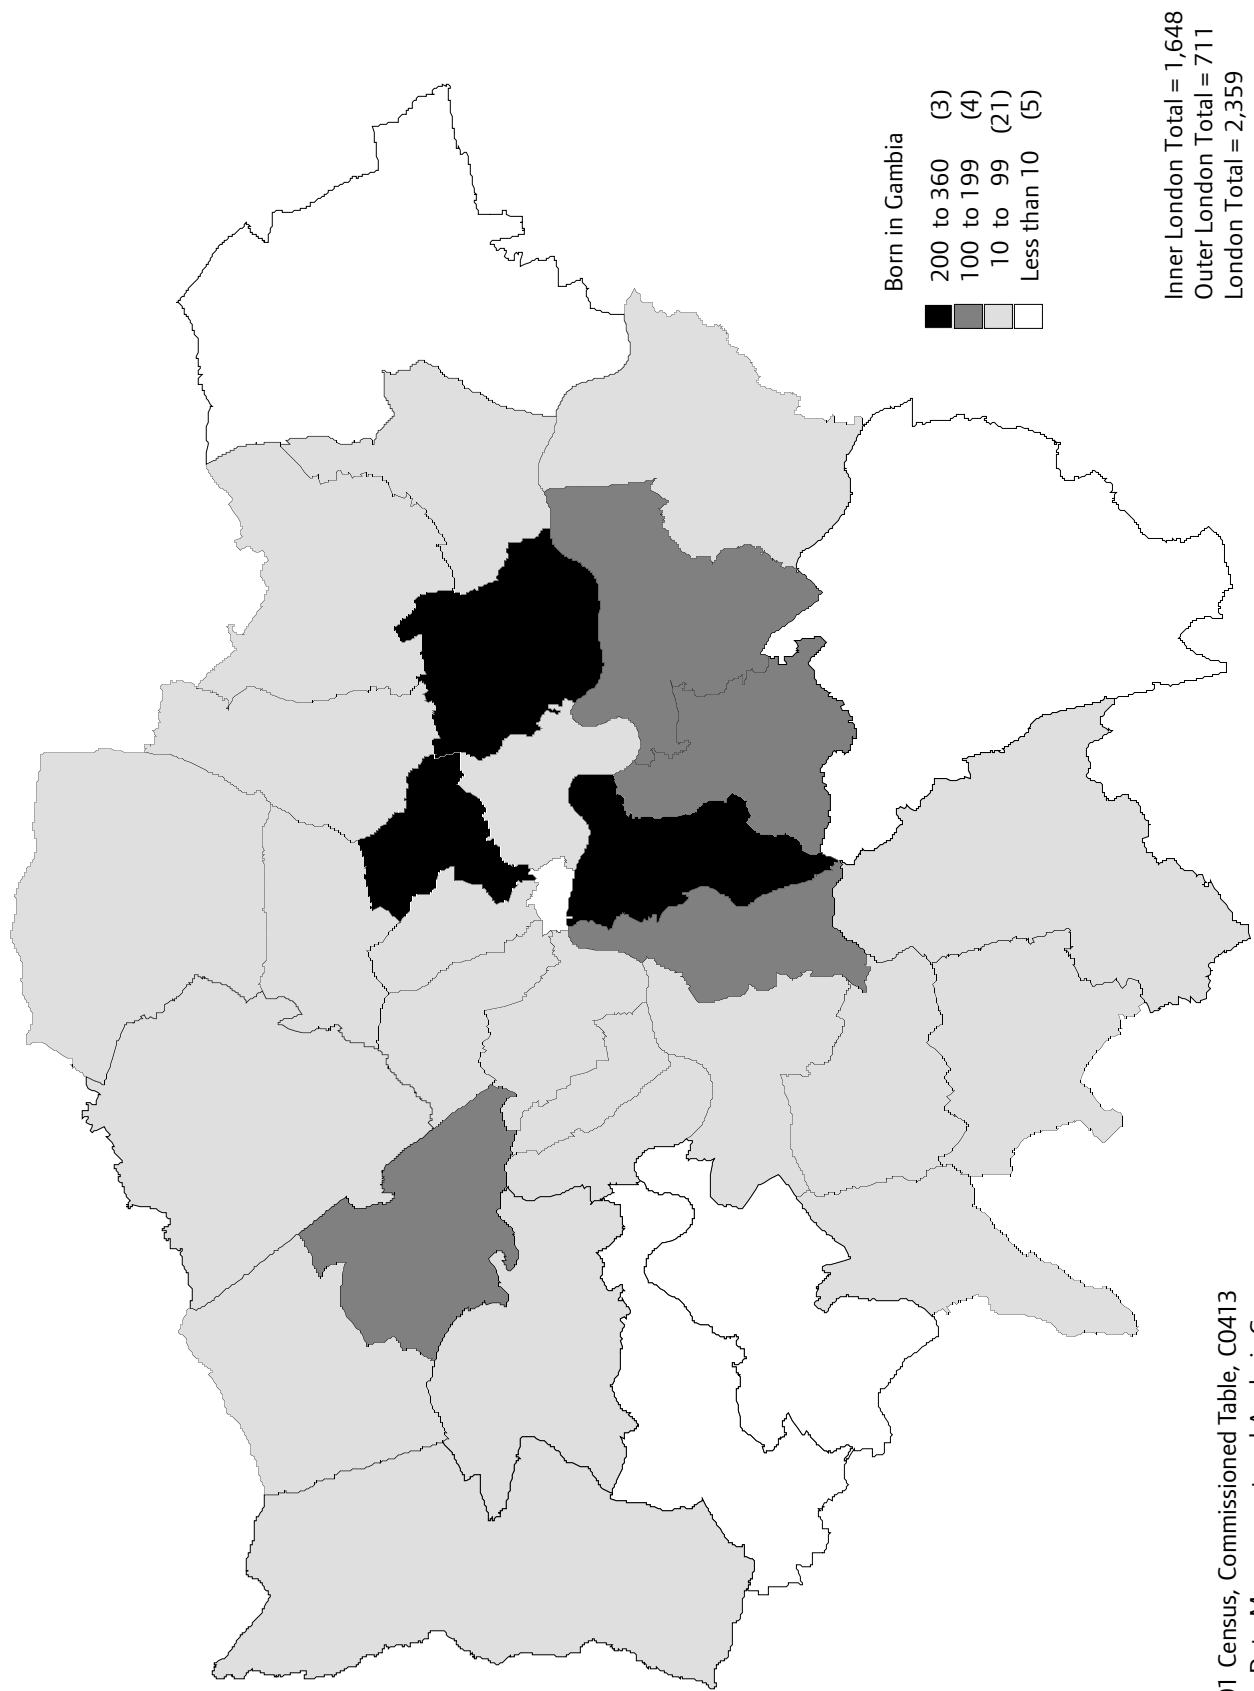 Born in Gambia
200 to 360 (3)
100 to 199 (4)
10 to 99 (21)
Less than 10 (5)
Inner London Total = 1,648
Outer London Total = 711
London Total = 2,359
01 Census, Commissioned Table, C0413